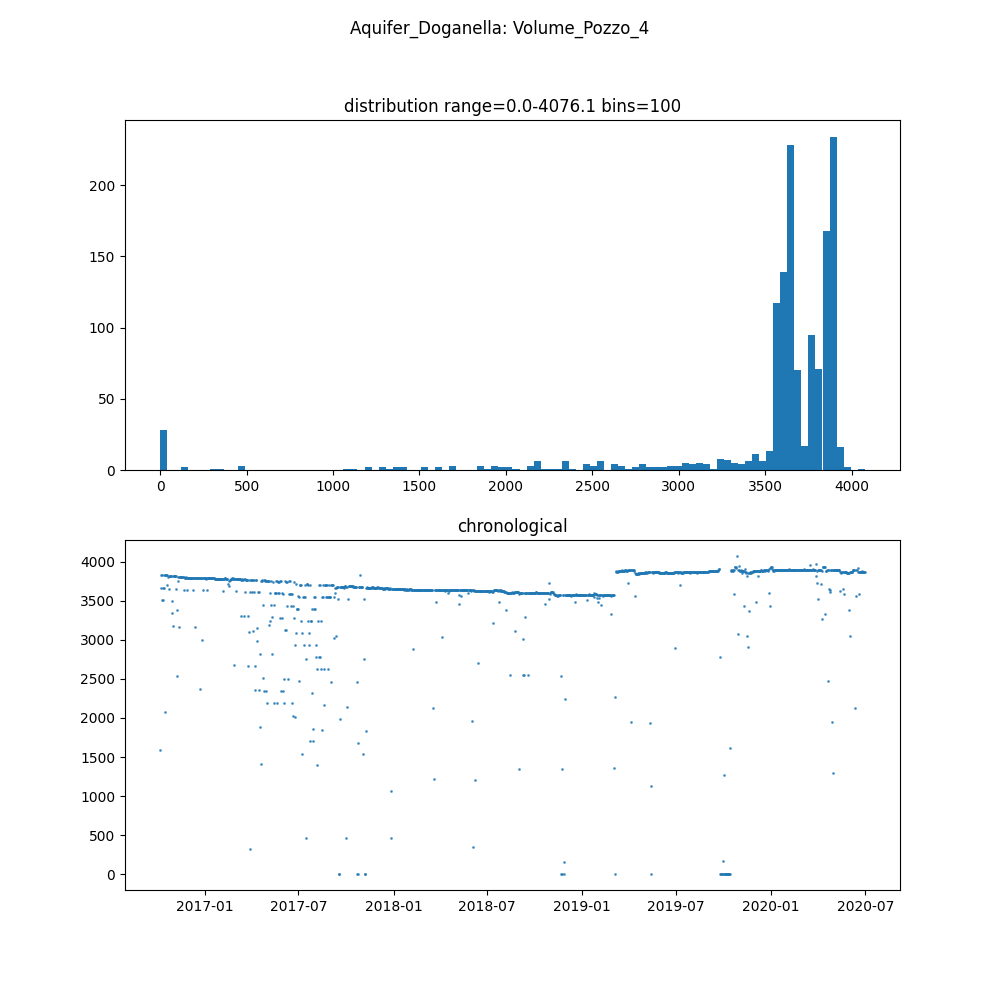 Aquifer_Doganella: Volume_Pozzo_4
distribution range=0.0-4076.1 bins=100
200
150
100
50
0
0 500 1000 1500 2000 2500 3000 3500 4000
chronological
4000
3500
3000
2500
2000
1500
1000
500
0
2017-01 2017-07 2018-01 2018-07 2019-01 2019-07 2020-01 2020-07